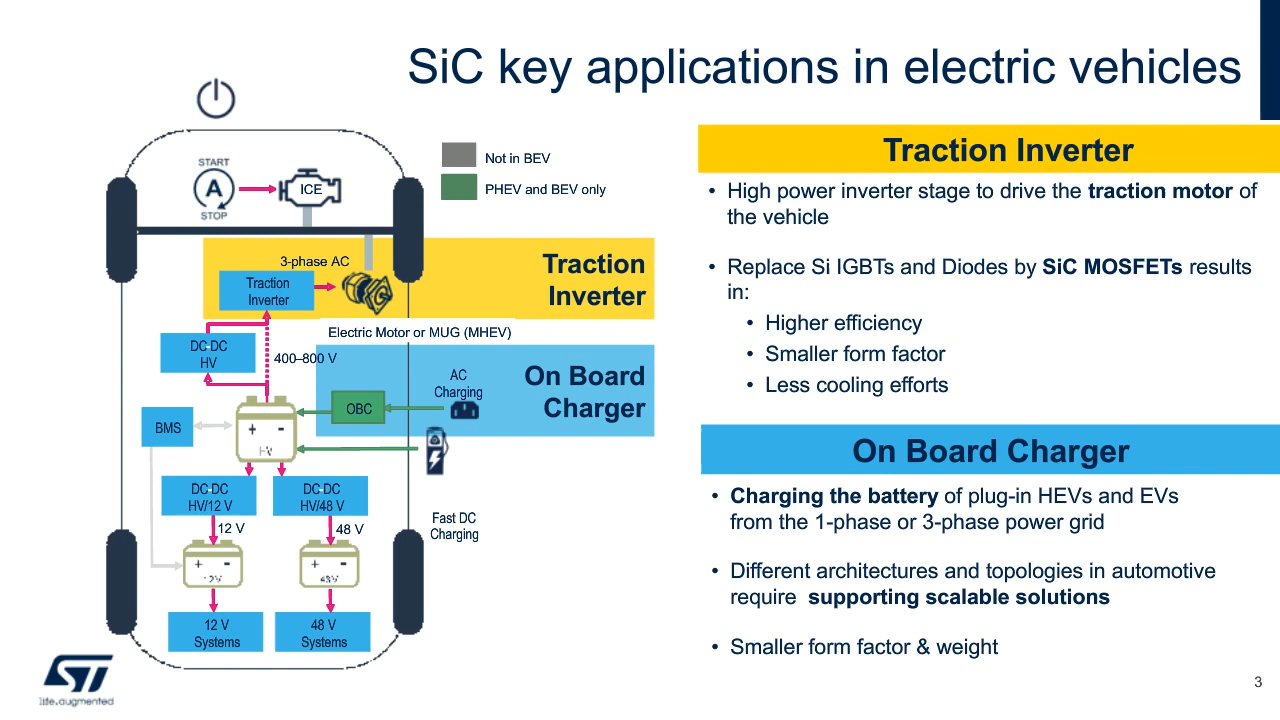 SiC key applications in electric vehicles
START
A
STOP
ICE
Not in BEV
PHEV and BEV only
3-phase AC
Traction
Inverter
Traction
Inverter
Electric Motor or MUG (MHEV)
DC-DC
HV
400–800 V
On Board
Charger
AC
Charging
OBC
BMS
+ -
HV
DC-DC
HV/12 V
DC-DC
HV/48 V
12 V
48 V
Fast DC
Charging
+ -
12V
+ -
48V
12 V
Systems
48 V
Systems
Traction Inverter
• High power inverter stage to drive the traction motor of
the vehicle
• Replace Si IGBTs and Diodes by SiC MOSFETs results
in:
• Higher efficiency
• Smaller form factor
• Less cooling efforts
On Board Charger
• Charging the battery of plug-in HEVs and EVs
from the 1-phase or 3-phase power grid
• Different architectures and topologies in automotive
require supporting scalable solutions
• Smaller form factor & weight
ST
life.augmented
3